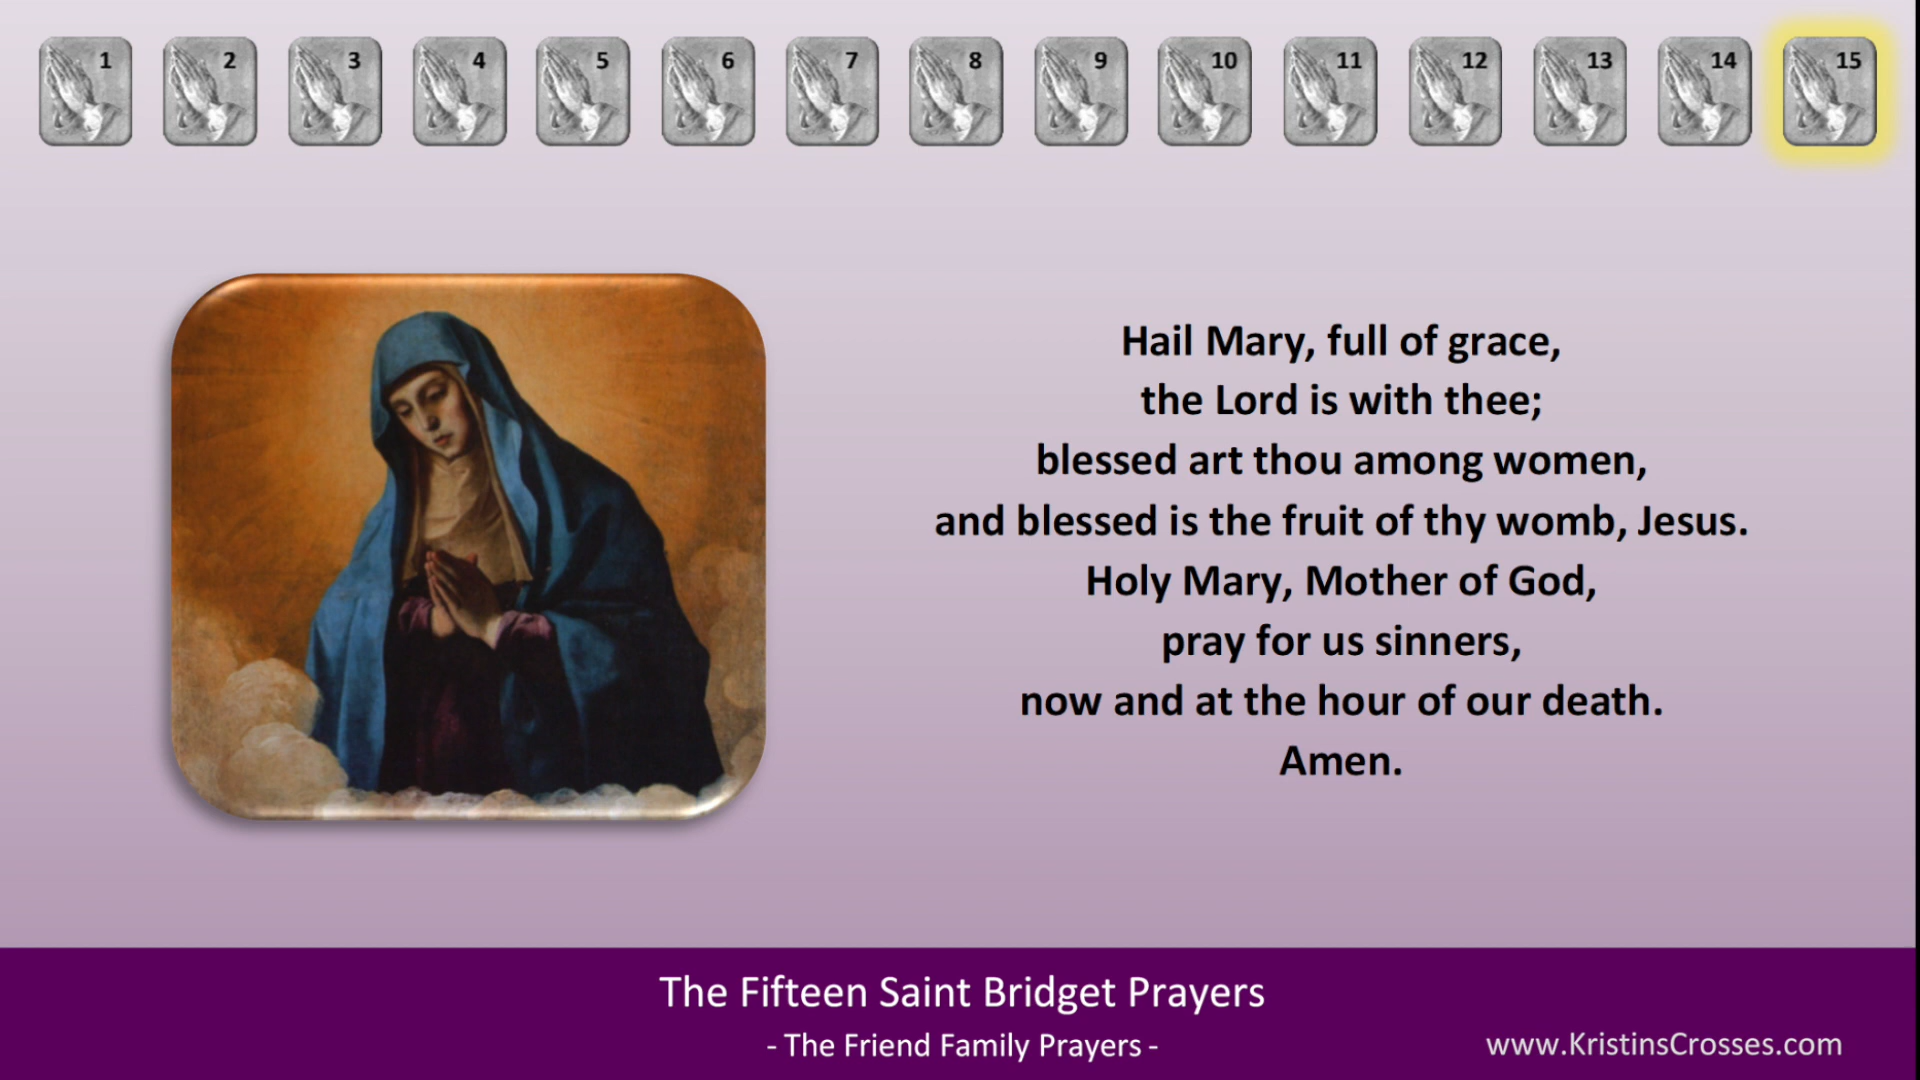 1 2 3 4 5 6 7 8 9 10 11 12 13 14 15
Hail Mary, full of grace,
the Lord is with thee;
blessed art thou among women,
and blessed is the fruit of thy womb, Jesus.
Holy Mary, Mother of God,
pray for us sinners,
now and at the hour of our death.
Amen.
The Fifteen Saint Bridget Prayers
- The Friend Family Prayers -
www.KristinsCrosses.com